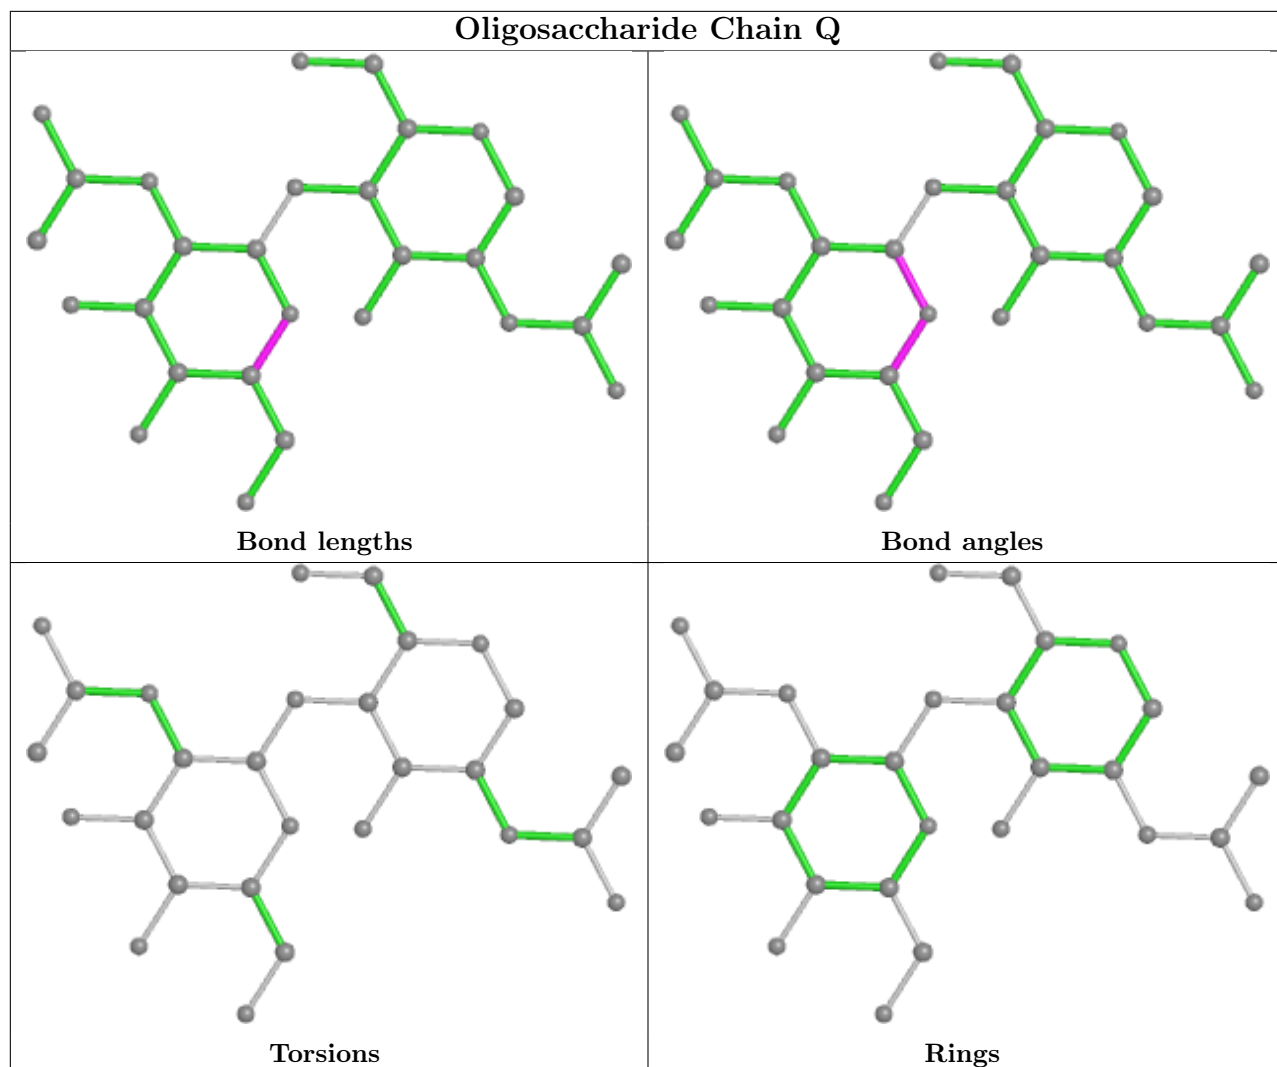 Oligosaccharide Chain Q
Bond lengths
Bond angles
Torsions
Rings